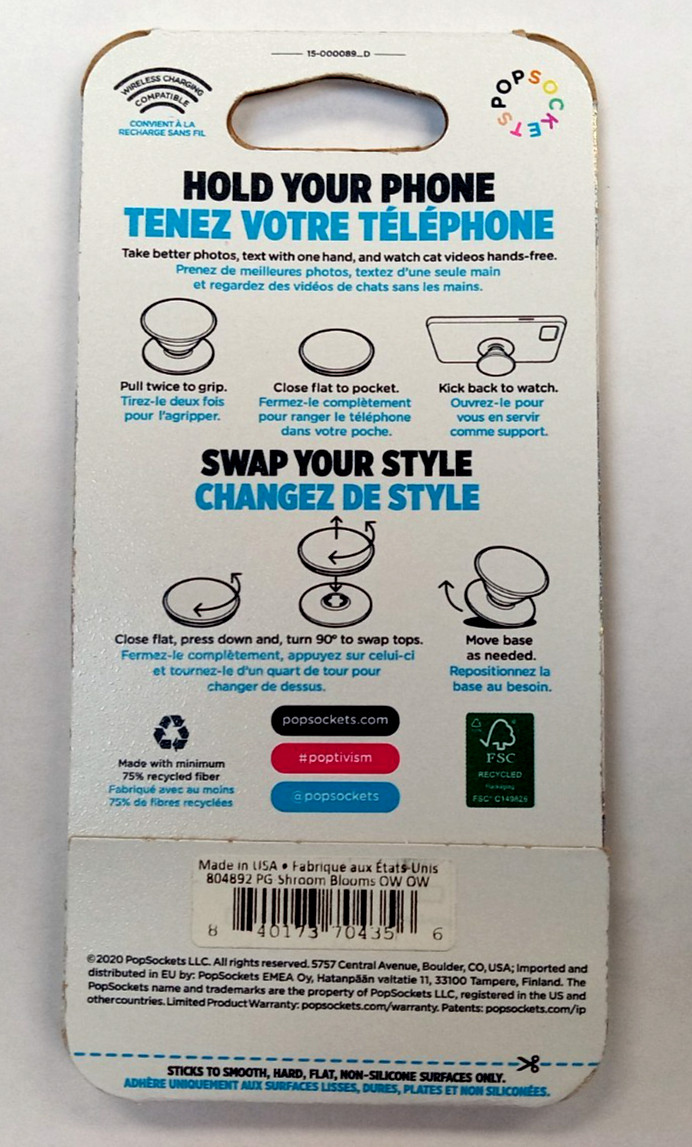 15-000089_D
WIRELESS CHARGING
COMPATIBLE
CONVIENT À LA
RECHARGE SANS FIL
POPSOCKETS
HOLD YOUR PHONE
TENEZ VOTRE TÉLÉPHONE
Take better photos, text with one hand, and watch cat videos hands-free.
Prenez de meilleures photos, textez d'une seule main
et regardez des vidéos de chats sans les mains.
Pull twice to grip.
Tirez-le deux fois
pour l'agripper.
Close flat to pocket.
Fermez-le complètement
pour ranger le téléphone
dans votre poche.
Kick back to watch.
Ouvrez-le pour
vous en servir
comme support.
SWAP YOUR STYLE
CHANGEZ DE STYLE
Close flat, press down and, turn 90° to swap tops.
Fermez-le complètement, appuyez sur celui-ci
et tournez-le d'un quart de tour pour
changer de dessus.
Move base
as needed.
Repositionnez la
base au besoin.
Made with minimum
75% recycled fiber
Fabriqué avec au moins
75% de fibres recyclées
popsockets.com
#poptivism
@popsockets
FSC
RECYCLED
Packaging
FSC® C149828
Made in USA • Fabriqué aux États-Unis
804892 PG Shroom Blooms OW OW
8 40173 70435 6
©2020 PopSockets LLC. All rights reserved. 5757 Central Avenue, Boulder, CO, USA; Imported and
distributed in EU by: PopSockets EMEA Oy, Hatanpään valtatie 11, 33100 Tampere, Finland. The
PopSockets name and trademarks are the property of PopSockets LLC, registered in the US and
other countries. Limited Product Warranty: popsockets.com/warranty. Patents: popsockets.com/ip
STICKS TO SMOOTH, HARD, FLAT, NON-SILICONE SURFACES ONLY.
ADHÈRE UNIQUEMENT AUX SURFACES LISSES, DURES, PLATES ET NON SILICONÉES.